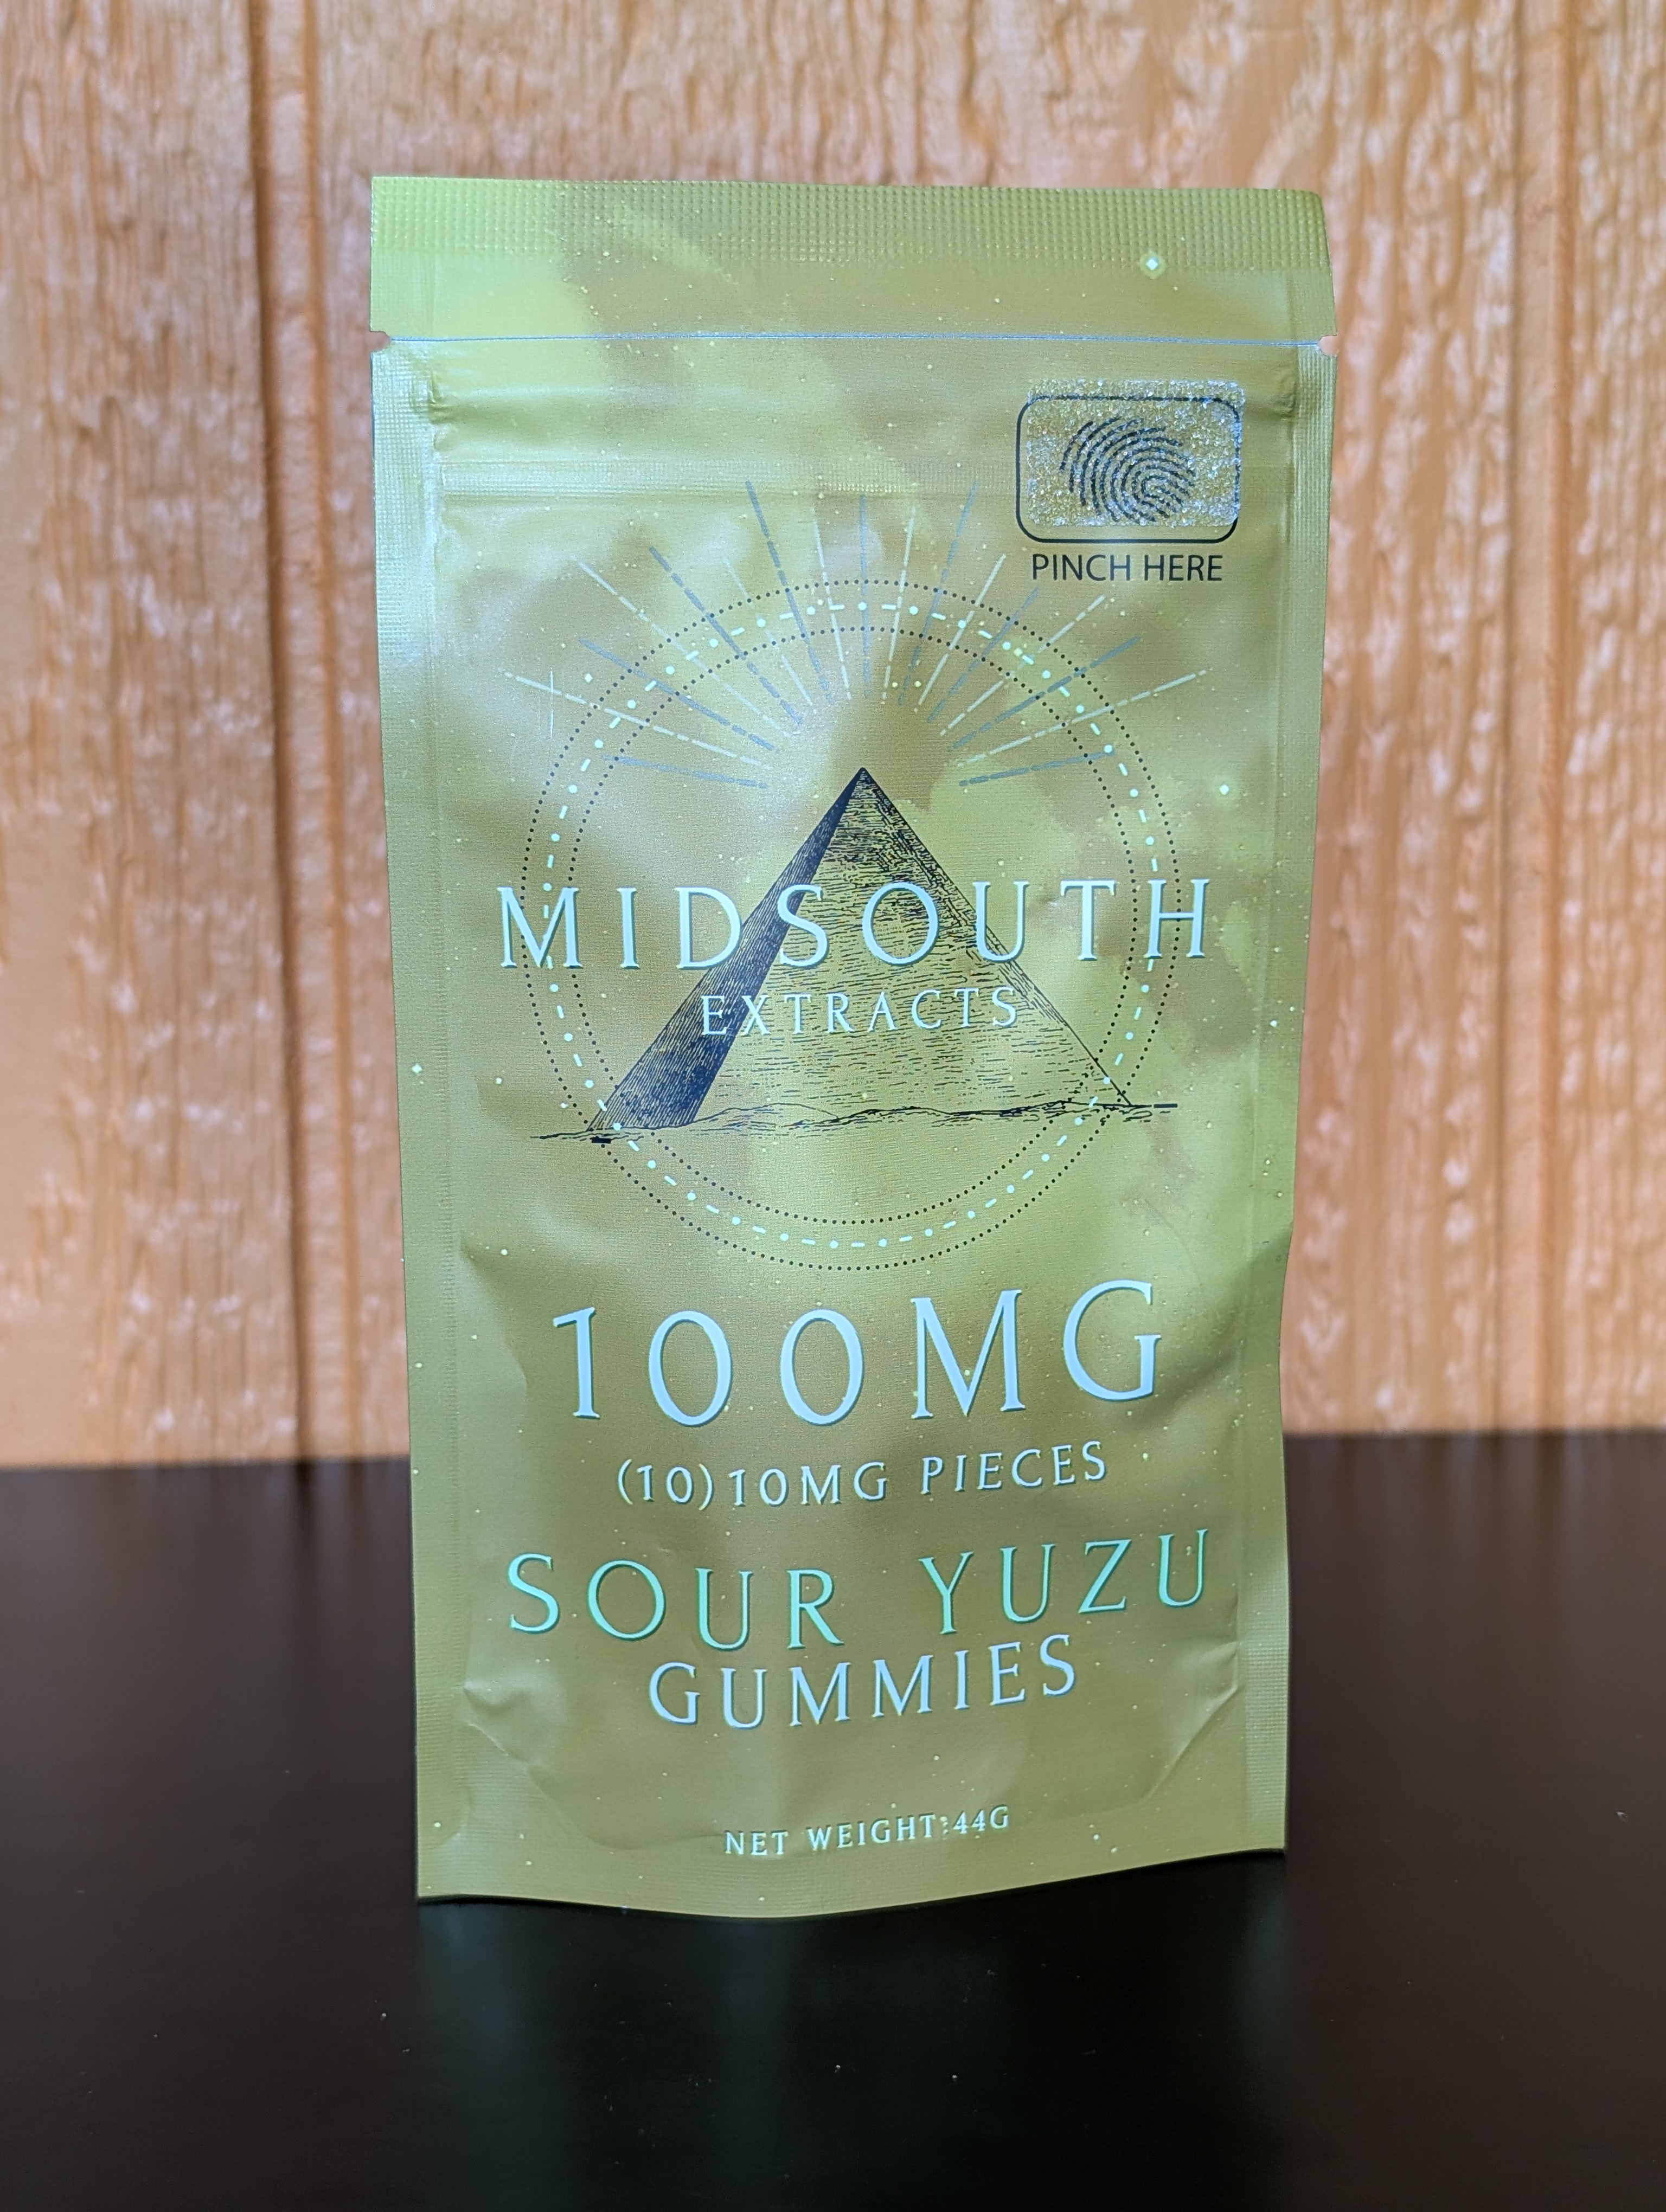 PINCH HERE
MIDSOUTH
EXTRACTS
100MG
(10)10MG PIECES
SOUR YUZU
GUMMIES
NET WEIGHT:44G